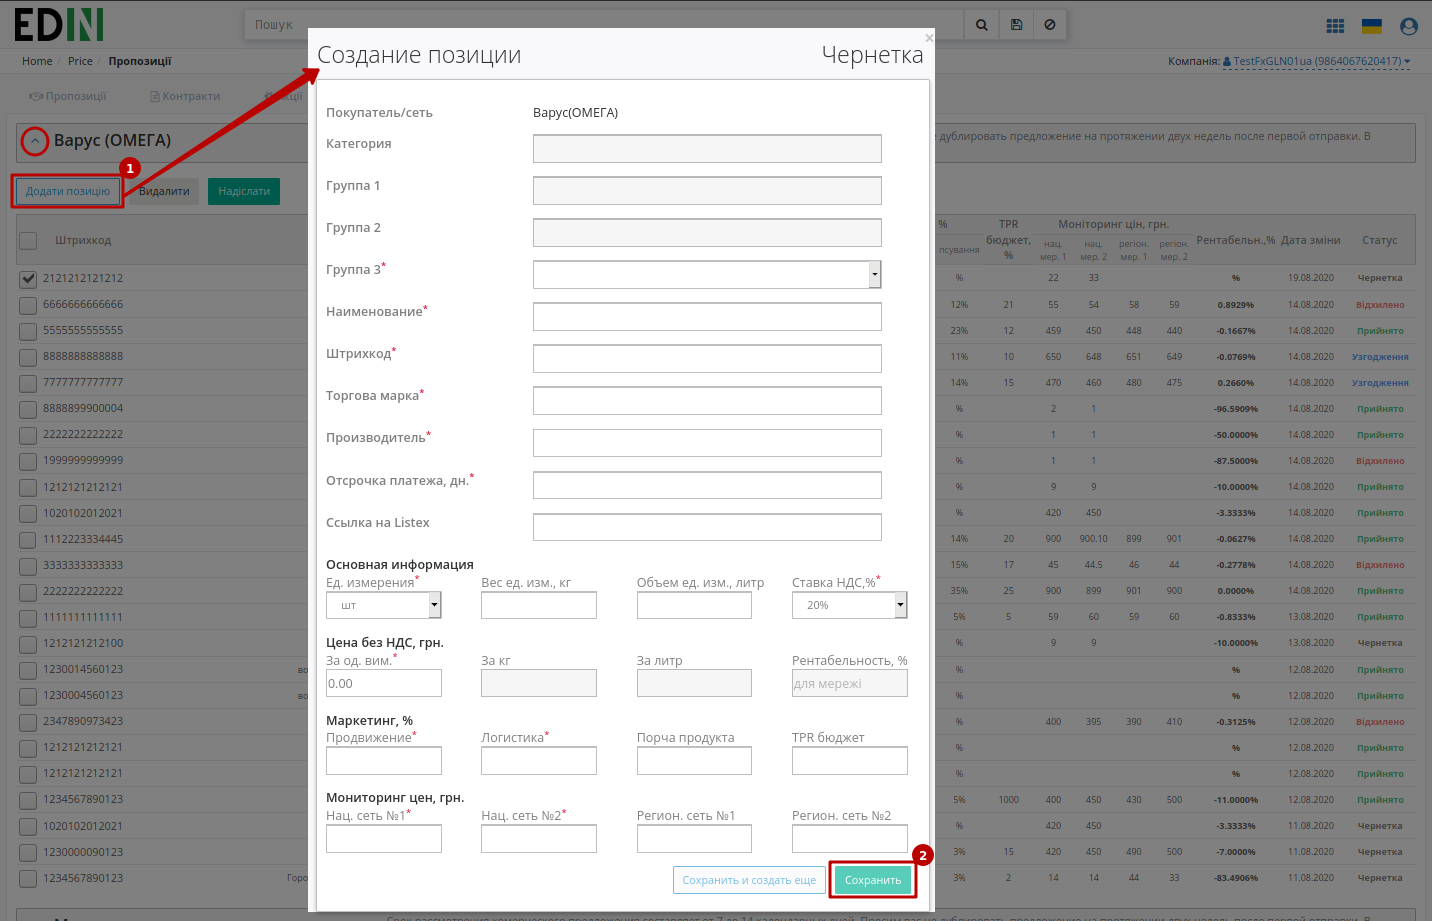 EDIN
Пошук
Home / Price / Пропозиції
Компанія: TestFxGLN01ua (9864067620417)
Пропозиції Контракти
Создание позиции Чернетка
×
Варус (ОМЕГА)
дублировать предложение на протяжении двух недель после первой отправки. В
1
Додати позицію Видалити Надіслати
Штрихкод
% TPR бюджет, % Моніторинг цін, грн. Рентабельн.,% Дата зміни Статус
псування нац. мер. 1 нац. мер. 2 регіон. мер. 1 регіон. мер. 2
2121212121212 % 22 33 % 19.08.2020 Чернетка
6666666666666 12% 21 55 54 58 59 0.8929% 14.08.2020 Відхилено
5555555555555 23% 12 459 450 448 440 -0.1667% 14.08.2020 Прийнято
8888888888888 11% 10 650 648 651 649 -0.0769% 14.08.2020 Узгодження
7777777777777 14% 15 470 460 480 475 0.2660% 14.08.2020 Узгодження
8888899900004 % 2 1 -96.5909% 14.08.2020 Прийнято
2222222222222 % 1 1 -50.0000% 14.08.2020 Прийнято
1999999999999 % 1 1 -87.5000% 14.08.2020 Відхилено
1212121212121 % 9 9 -10.0000% 14.08.2020 Прийнято
1020102012021 % 420 450 -3.3333% 14.08.2020 Прийнято
1112223334445 14% 20 900 900.10 899 901 -0.0627% 14.08.2020 Прийнято
3333333333333 15% 17 45 44.5 46 44 -0.2778% 14.08.2020 Відхилено
2222222222222 35% 25 900 899 901 900 0.0000% 14.08.2020 Прийнято
1111111111111 5% 5 59 60 59 60 -0.8333% 13.08.2020 Прийнято
1212121212100 % 9 9 -10.0000% 13.08.2020 Чернетка
1230014560123 во % 12.08.2020 Прийнято
1230004560123 во % 12.08.2020 Прийнято
2347890973423 % 400 395 390 410 -0.3125% 12.08.2020 Відхилено
1212121212121 % 12.08.2020 Прийнято
1212121212121 % % 12.08.2020 Прийнято
1234567890123 5% 1000 400 450 430 500 -11.0000% 12.08.2020 Прийнято
1020102012021 % 420 450 -3.3333% 11.08.2020 Чернетка
1230000090123 3% 15 420 450 490 500 -7.0000% 11.08.2020 Чернетка
1234567890123 Горо 3% 2 14 14 44 33 -83.4906% 11.08.2020 Чернетка
Покупатель/сеть Варус(ОМЕГА)
Категория
Группа 1
Группа 2
Группа 3*
Наименование*
Штрихкод*
Торгова марка*
Производитель*
Отсрочка платежа, дн.*
Ссылка на Listex
Основная информация
Ед. измерения* Вес ед. изм., кг Объем ед. изм., литр Ставка НДС,%*
шт 20%
Цена без НДС, грн.
За од. вим.* За кг За литр Рентабельность, %
0.00 для мережі
Маркетинг, %
Продвижение* Логистика* Порча продукта TPR бюджет
Мониторинг цен, грн.
Нац. сеть №1* Нац. сеть №2* Регион. сеть №1 Регион. сеть №2
2
Сохранить и создать еще Сохранить